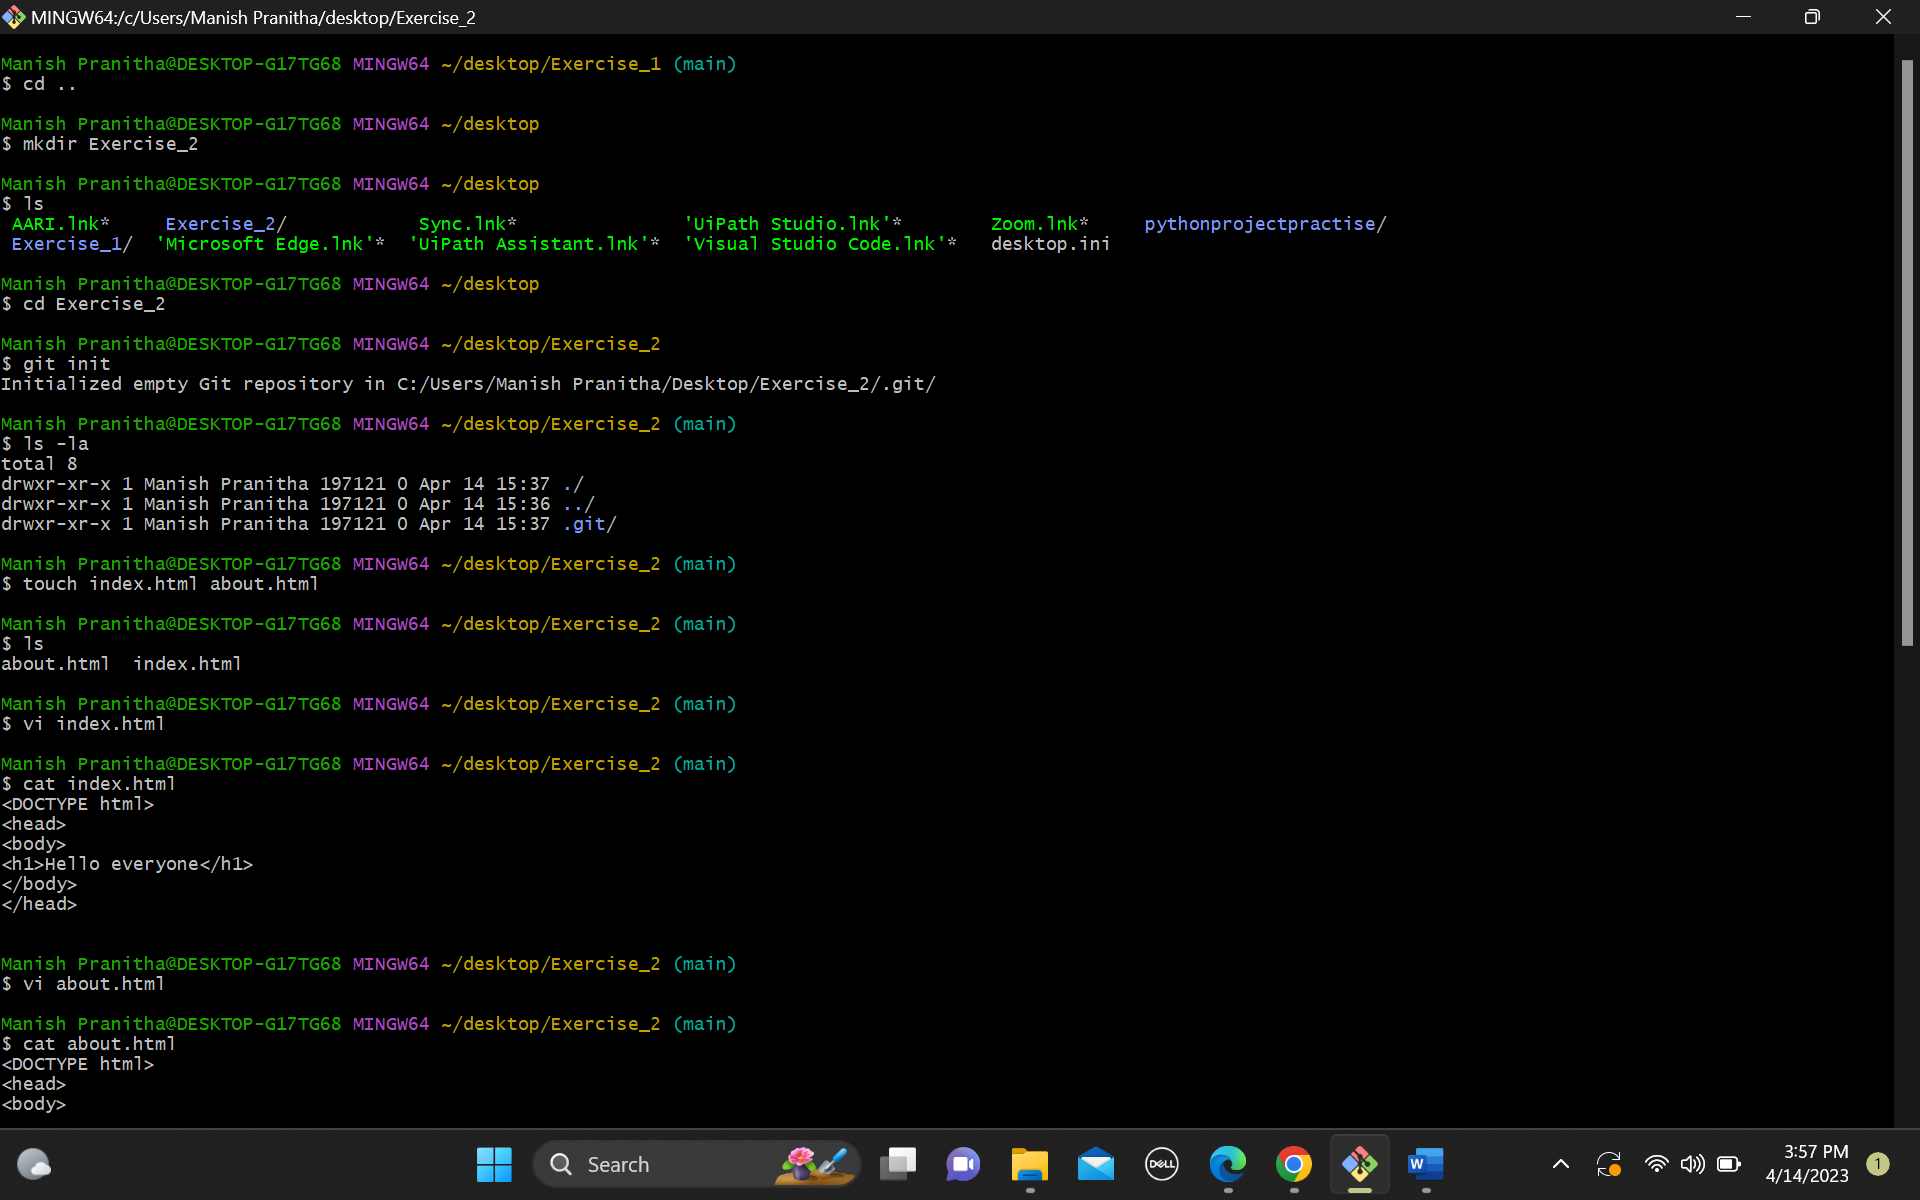 MINGW64:/c/Users/Manish Pranitha/desktop/Exercise_2
Manish Pranitha@DESKTOP-G17TG68 MINGW64 ~/desktop/Exercise_1 (main)
$ cd ..
Manish Pranitha@DESKTOP-G17TG68 MINGW64 ~/desktop
$ mkdir Exercise_2
Manish Pranitha@DESKTOP-G17TG68 MINGW64 ~/desktop
$ ls
AARI.lnk* Exercise_2/ Sync.lnk* 'UiPath Studio.lnk'* Zoom.lnk* pythonprojectpractise/
Exercise_1/ 'Microsoft Edge.lnk'* 'UiPath Assistant.lnk'* 'Visual Studio Code.lnk'* desktop.ini
Manish Pranitha@DESKTOP-G17TG68 MINGW64 ~/desktop
$ cd Exercise_2
Manish Pranitha@DESKTOP-G17TG68 MINGW64 ~/desktop/Exercise_2
$ git init
Initialized empty Git repository in C:/Users/Manish Pranitha/Desktop/Exercise_2/.git/
Manish Pranitha@DESKTOP-G17TG68 MINGW64 ~/desktop/Exercise_2 (main)
$ ls -la
total 8
drwxr-xr-x 1 Manish Pranitha 197121 0 Apr 14 15:37 ./
drwxr-xr-x 1 Manish Pranitha 197121 0 Apr 14 15:36 ../
drwxr-xr-x 1 Manish Pranitha 197121 0 Apr 14 15:37 .git/
Manish Pranitha@DESKTOP-G17TG68 MINGW64 ~/desktop/Exercise_2 (main)
$ touch index.html about.html
Manish Pranitha@DESKTOP-G17TG68 MINGW64 ~/desktop/Exercise_2 (main)
$ ls
about.html index.html
Manish Pranitha@DESKTOP-G17TG68 MINGW64 ~/desktop/Exercise_2 (main)
$ vi index.html
Manish Pranitha@DESKTOP-G17TG68 MINGW64 ~/desktop/Exercise_2 (main)
$ cat index.html
<DOCTYPE html>
<head>
<body>
<h1>Hello everyone</h1>
</body>
</head>
Manish Pranitha@DESKTOP-G17TG68 MINGW64 ~/desktop/Exercise_2 (main)
$ vi about.html
Manish Pranitha@DESKTOP-G17TG68 MINGW64 ~/desktop/Exercise_2 (main)
$ cat about.html
<DOCTYPE html>
<head>
<body>
Search
DELL
W
3:57 PM
4/14/2023
1